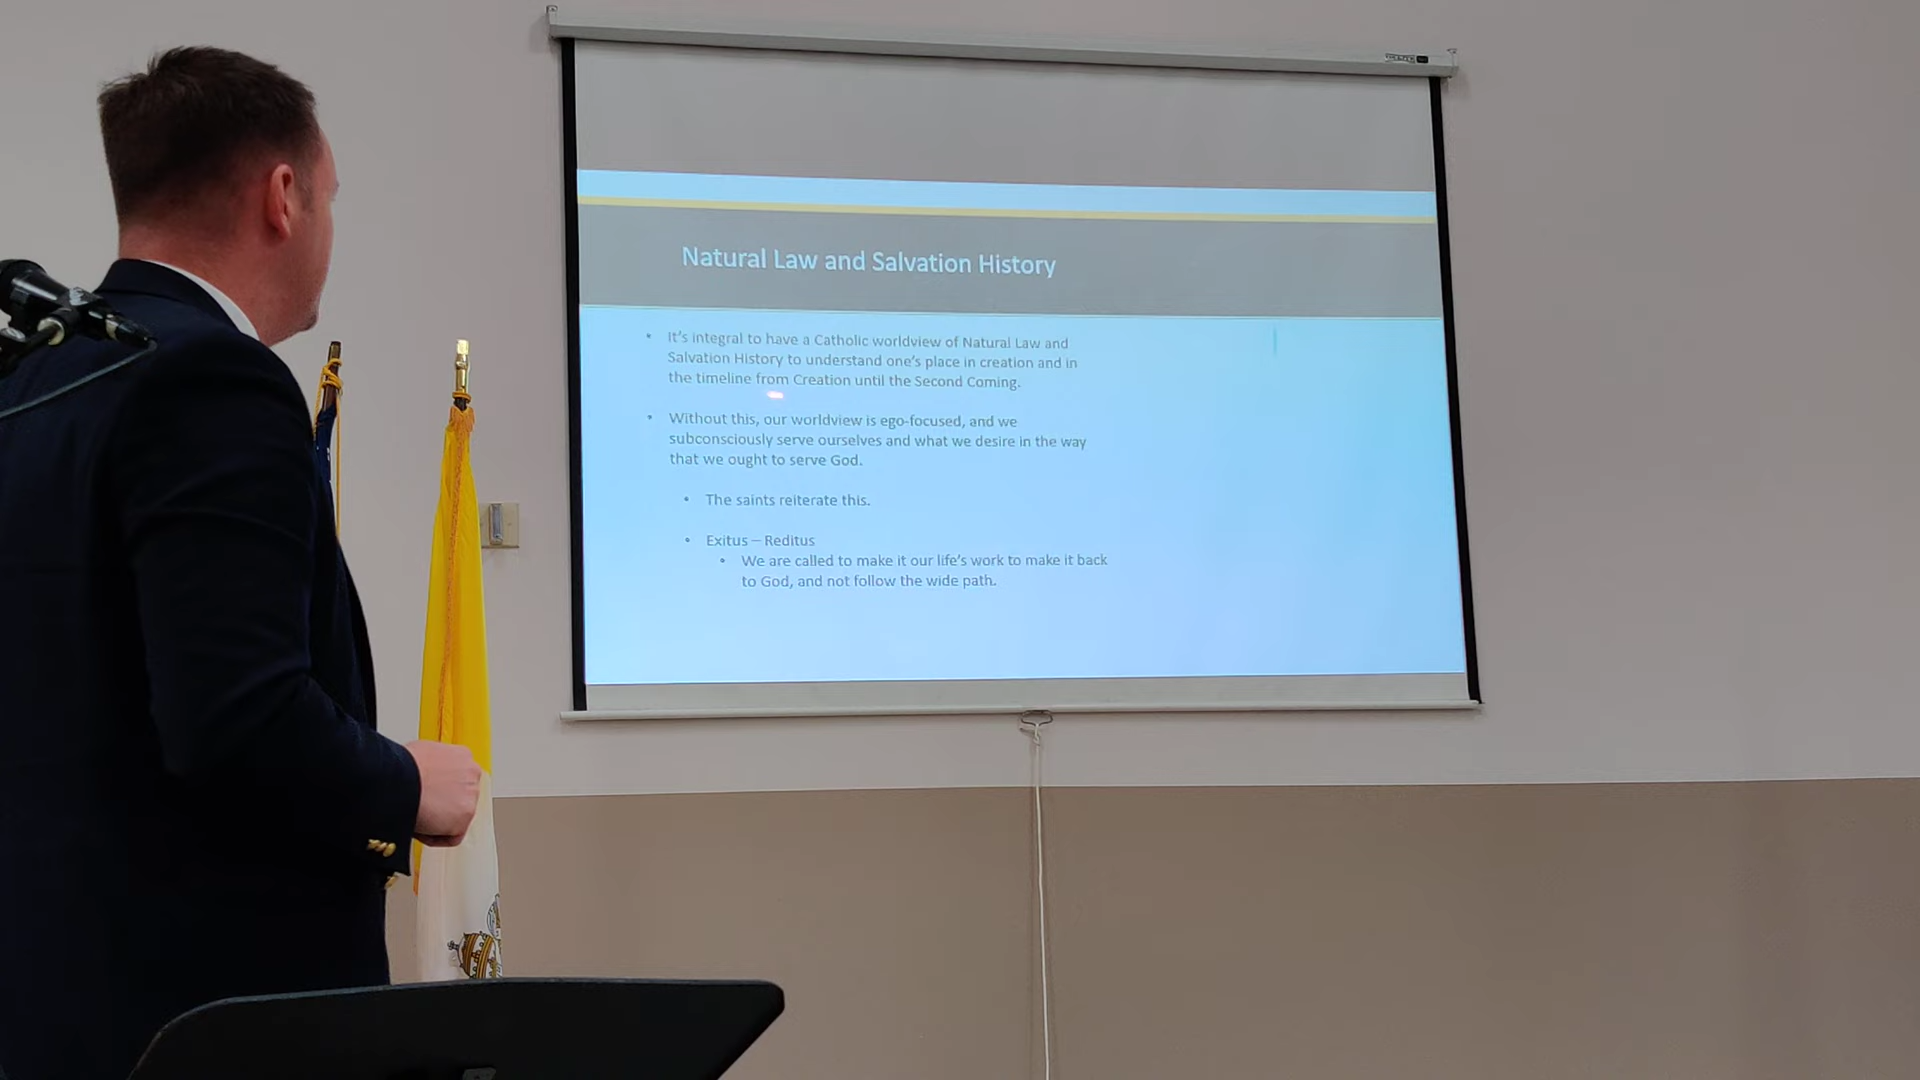 Natural Law and Salvation History
• It's integral to have a Catholic worldview of Natural Law and
Salvation History to understand one's place in creation and in
the timeline from Creation until the Second Coming.
• Without this, our worldview is ego-focused, and we
subconsciously serve ourselves and what we desire in the way
that we ought to serve God.
• The saints reiterate this.
• Exitus – Reditus
• We are called to make it our life's work to make it back
to God, and not follow the wide path.